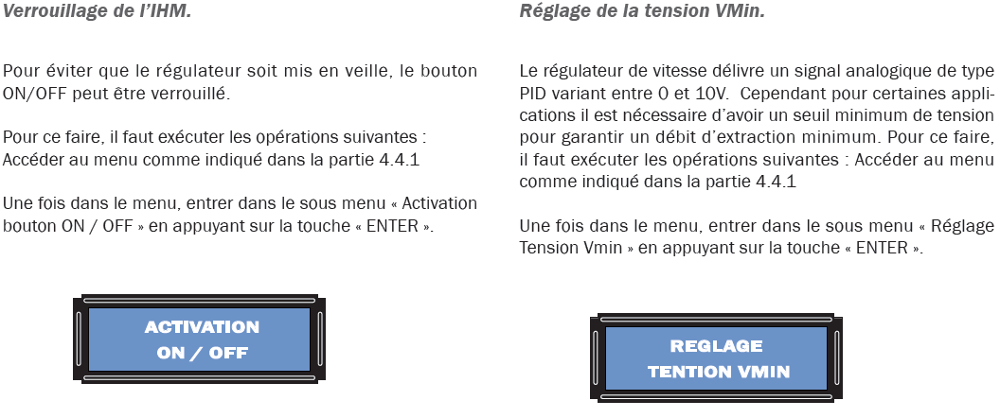 Verrouillage de l'IHM.
Pour éviter que le régulateur soit mis en veille, le bouton
ON/OFF peut être verrouillé.
Pour ce faire, il faut exécuter les opérations suivantes :
Accéder au menu comme indiqué dans la partie 4.4.1
Une fois dans le menu, entrer dans le sous menu « Activation
bouton ON / OFF » en appuyant sur la touche « ENTER ».
ACTIVATION
ON / OFF
Réglage de la tension VMin.
Le régulateur de vitesse délivre un signal analogique de type
PID variant entre 0 et 10V.  Cependant pour certaines appli-
cations il est nécessaire d'avoir un seuil minimum de tension
pour garantir un débit d'extraction minimum. Pour ce faire,
il faut exécuter les opérations suivantes : Accéder au menu
comme indiqué dans la partie 4.4.1
Une fois dans le menu, entrer dans le sous menu « Réglage
Tension Vmin » en appuyant sur la touche « ENTER ».
REGLAGE
TENTION VMIN